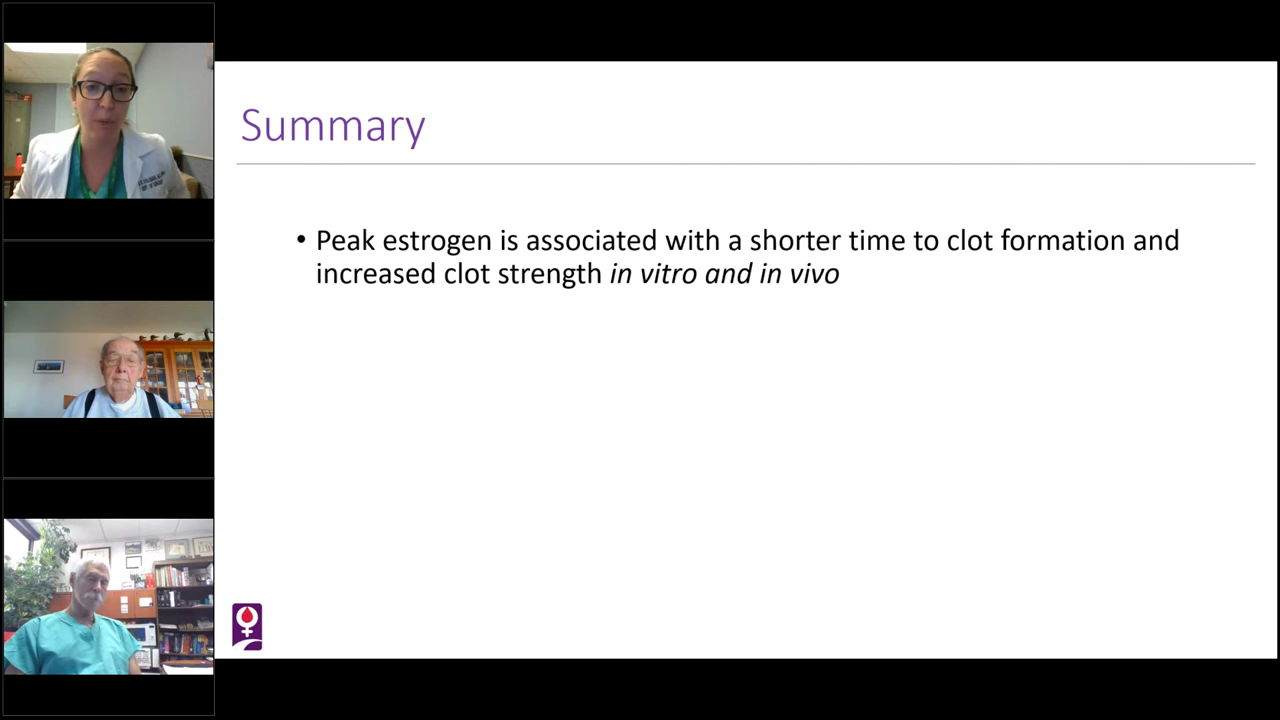 Summary
• Peak estrogen is associated with a shorter time to clot formation and
increased clot strength in vitro and in vivo